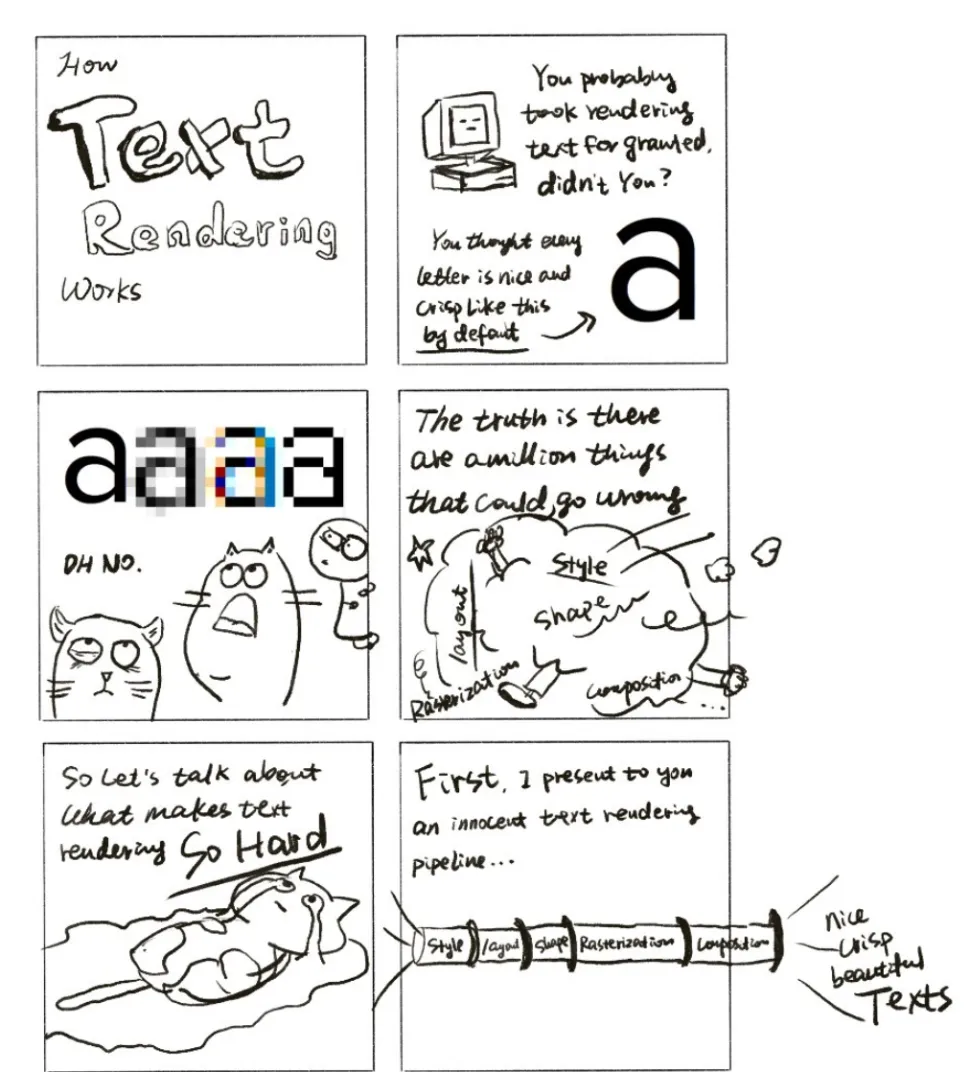 How
Text
Rendering
Works
You probably
took rendering
text for granted,
didn't You?
You thought every
letter is nice and
crisp like this
by default
a
a a a a
OH NO.
The truth is there
are a million things
that could go wrong
Style
Shape
layout
Rasterization
Composition
...
So Let's talk about
what makes text
rendering So Hard
First, I present to you
an innocent text rendering
pipeline...
Style layout Shape Rasterization Composition
nice
crisp
beautiful
Texts